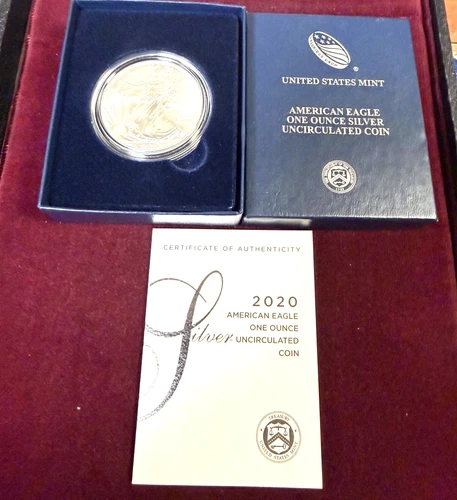 UNITED STATES MINT
AMERICAN EAGLE
ONE OUNCE SILVER
UNCIRCULATED COIN
CERTIFICATE OF AUTHENTICITY
2020
AMERICAN EAGLE
ONE OUNCE
Silver UNCIRCULATED
COIN